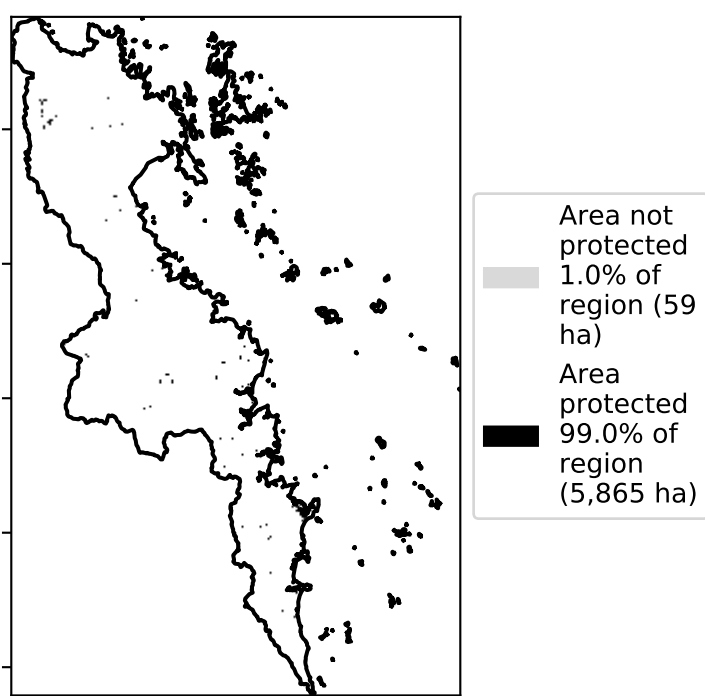 Area not
protected
1.0% of
region (59
ha)
Area
protected
99.0% of
region
(5,865 ha)